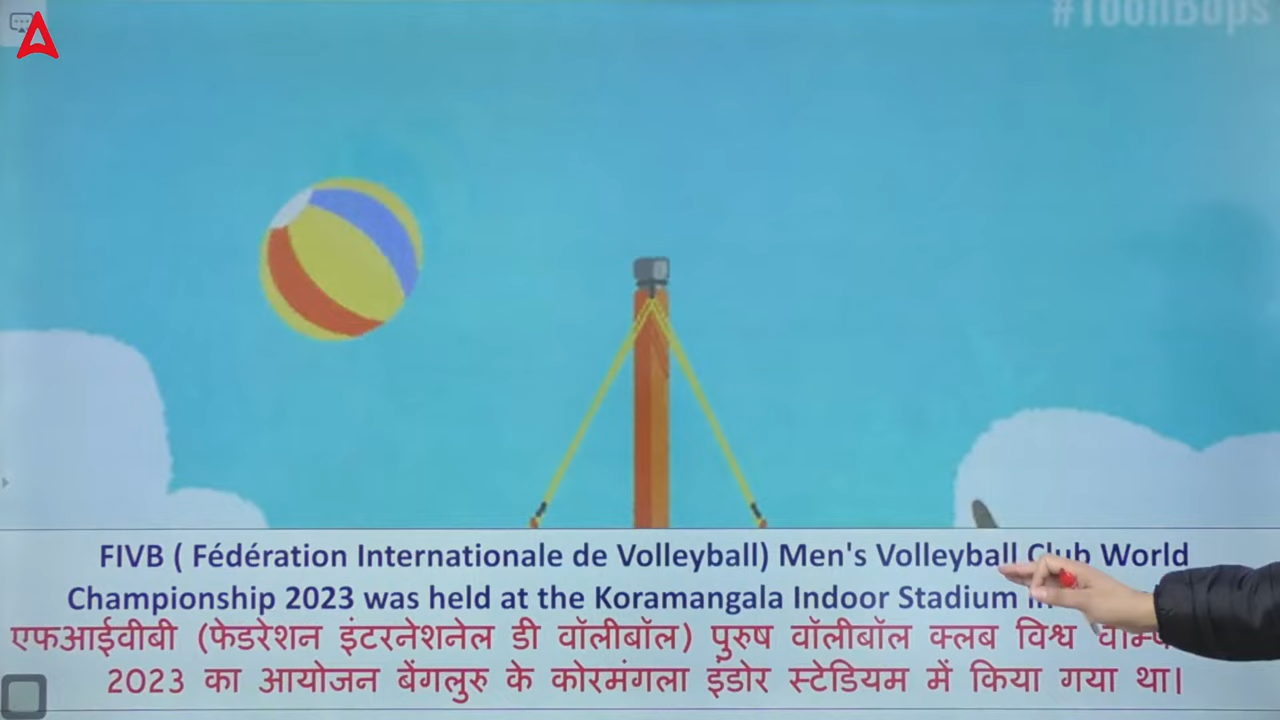 #ToonBops
FIVB ( Fédération Internationale de Volleyball) Men's Volleyball Club World
Championship 2023 was held at the Koramangala Indoor Stadium
एफआईवीबी (फेडरेशन इंटरनेशनेल डी वॉलीबॉल) पुरुष वॉलीबॉल क्लब विश्व
2023 का आयोजन बेंगलुरु के कोरमंगला इंडोर स्टेडियम में किया गया था।